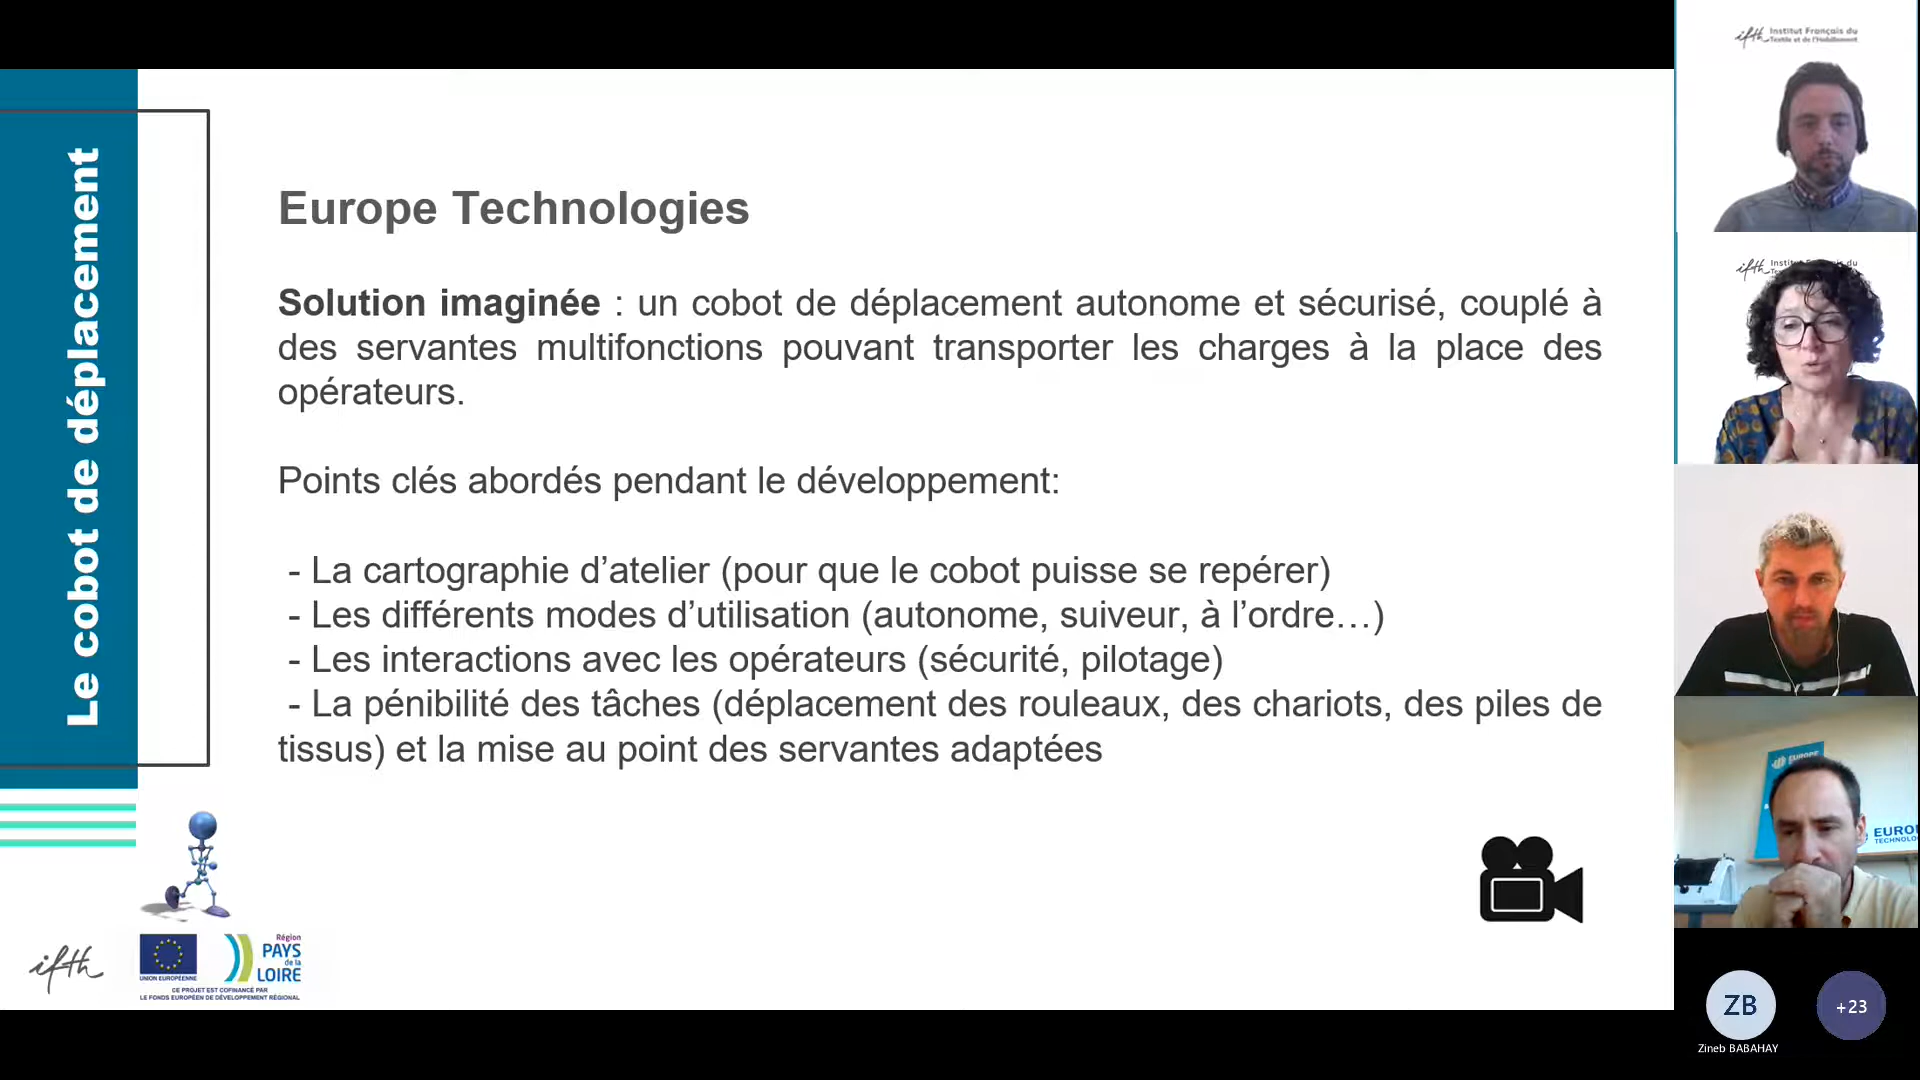 Le cobot de déplacement
Europe Technologies
Solution imaginée : un cobot de déplacement autonome et sécurisé, couplé à
des servantes multifonctions pouvant transporter les charges à la place des
opérateurs.
Points clés abordés pendant le développement:
- La cartographie d’atelier (pour que le cobot puisse se repérer)
- Les différents modes d’utilisation (autonome, suiveur, à l’ordre…)
- Les interactions avec les opérateurs (sécurité, pilotage)
- La pénibilité des tâches (déplacement des rouleaux, des chariots, des piles de
tissus) et la mise au point des servantes adaptées
ifth
UNION EUROPÉENNE
Région
PAYS
de la
LOIRE
CE PROJET EST COFINANCÉ PAR
LE FONDS EUROPÉEN DE DÉVELOPPEMENT RÉGIONAL
ifth Institut Français du
Textile et de l'Habillement
ifth
EUROPE
EURO
TECHNOLO
ZB
+23
Zineb BABAHAY